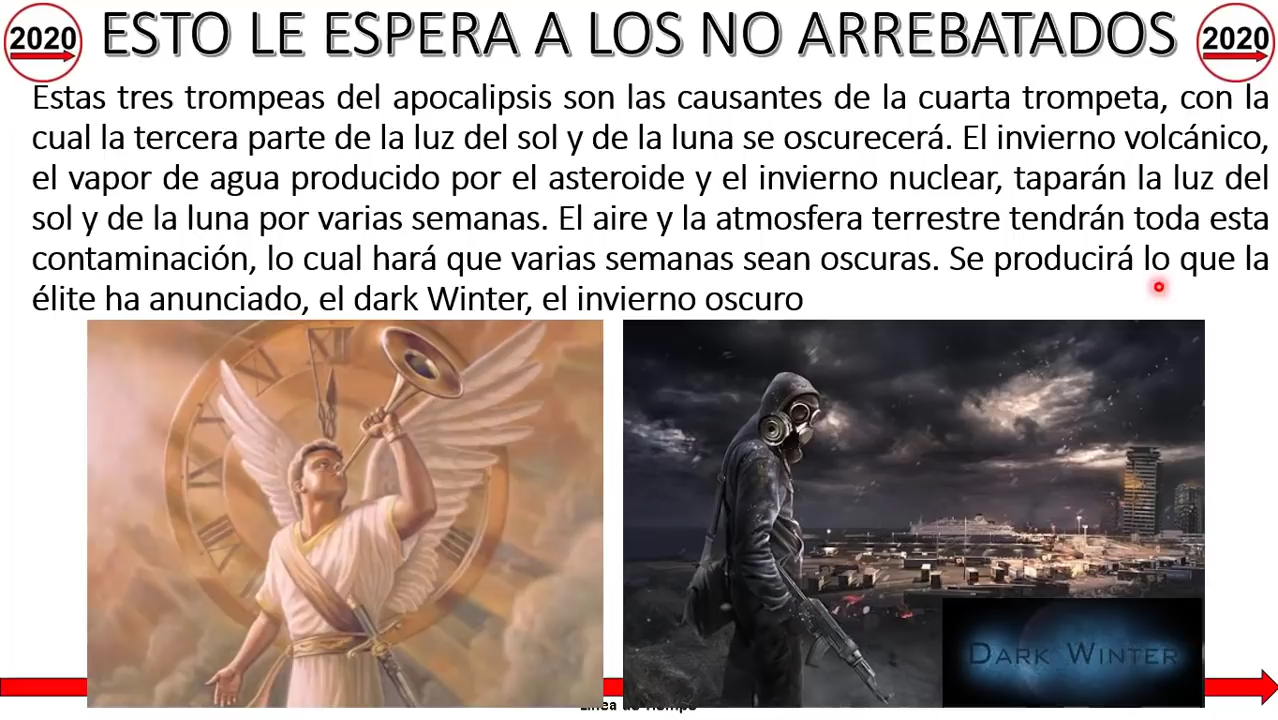 2020
ESTO LE ESPERA A LOS NO ARREBATADOS
2020
Estas tres trompeas del apocalipsis son las causantes de la cuarta trompeta, con la
cual la tercera parte de la luz del sol y de la luna se oscurecerá. El invierno volcánico,
el vapor de agua producido por el asteroide y el invierno nuclear, taparán la luz del
sol y de la luna por varias semanas. El aire y la atmosfera terrestre tendrán toda esta
contaminación, lo cual hará que varias semanas sean oscuras. Se producirá lo que la
élite ha anunciado, el dark Winter, el invierno oscuro
DARK WINTER